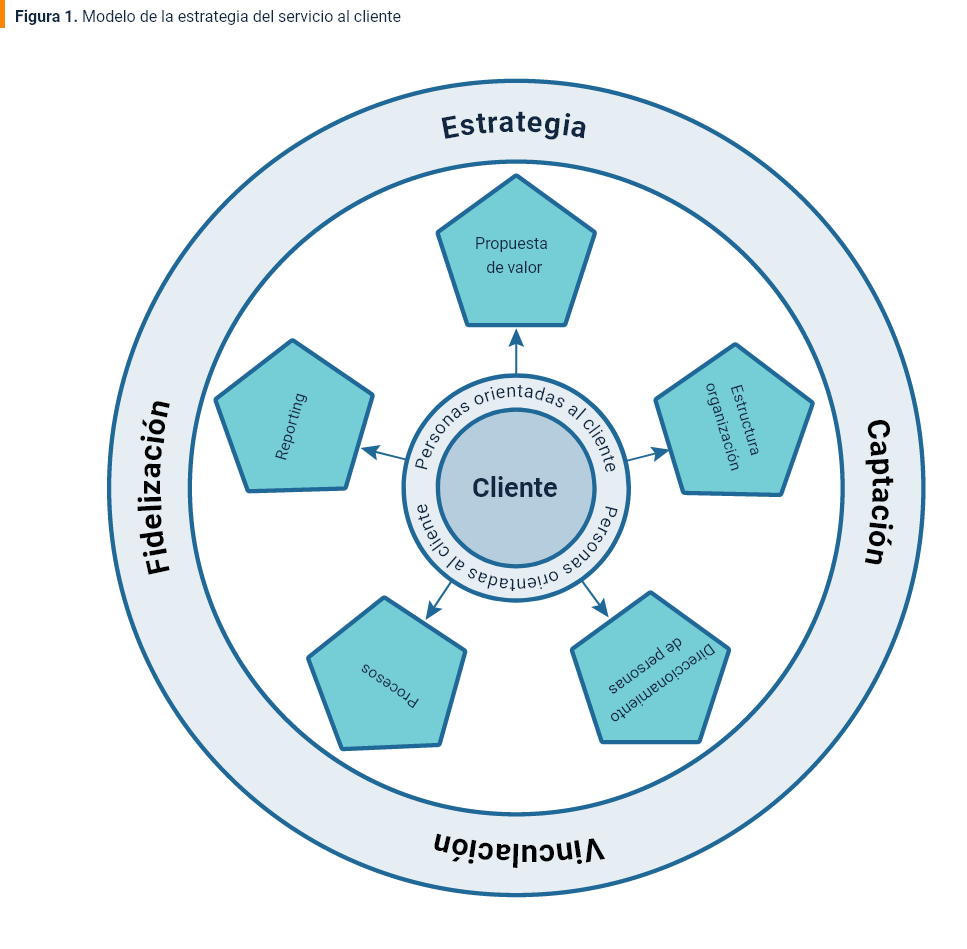 Figura 1. Modelo de la estrategia del servicio al cliente
Estrategia
Propuesta
de valor
Reporting
Estructura
organización
Fidelización
Captación
Personas orientadas al cliente
Cliente
Personas orientadas al cliente
Procesos
Direccionamiento
de personas
Vinculación